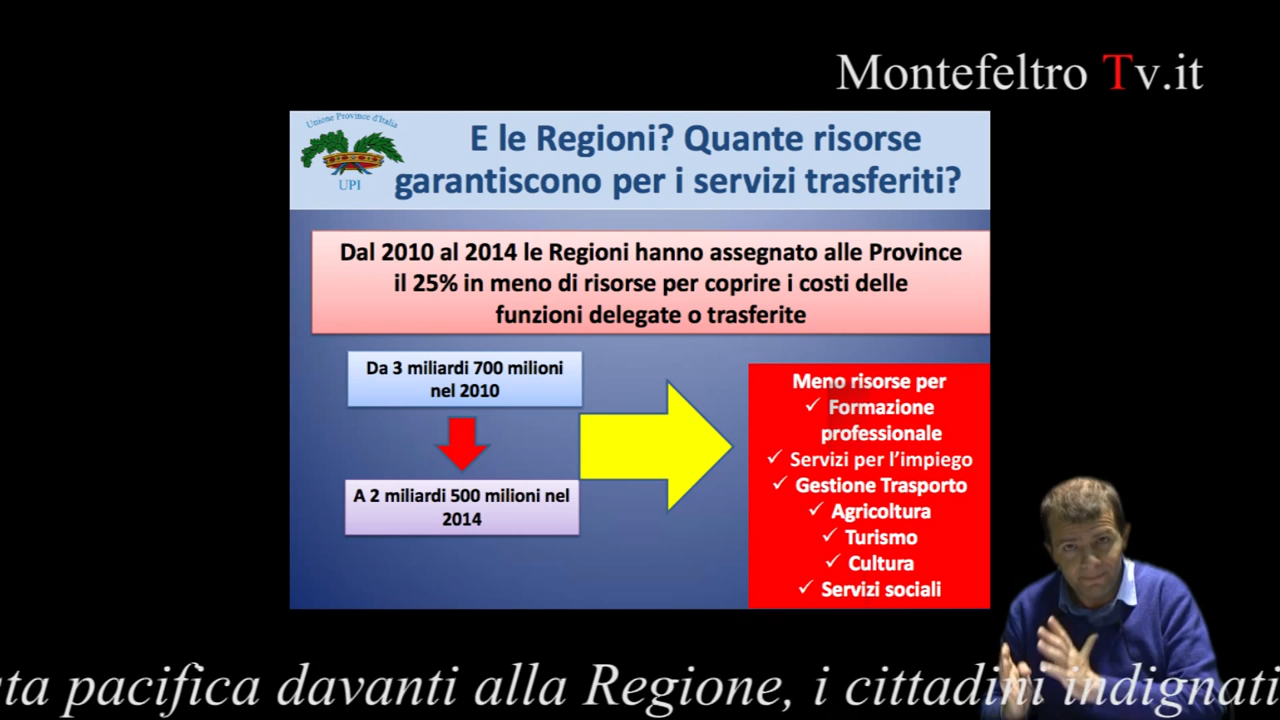 Montefeltro Tv.it
Unione Province d'Italia
UPI
E le Regioni? Quante risorse
garantiscono per i servizi trasferiti?
Dal 2010 al 2014 le Regioni hanno assegnato alle Province
il 25% in meno di risorse per coprire i costi delle
funzioni delegate o trasferite
Da 3 miliardi 700 milioni
nel 2010
A 2 miliardi 500 milioni nel
2014
Meno risorse per
✓ Formazione
professionale
✓ Servizi per l'impiego
✓ Gestione Trasporto
✓ Agricoltura
✓ Turismo
✓ Cultura
✓ Servizi sociali
pacifica davanti alla Regione, i cittadini indignati